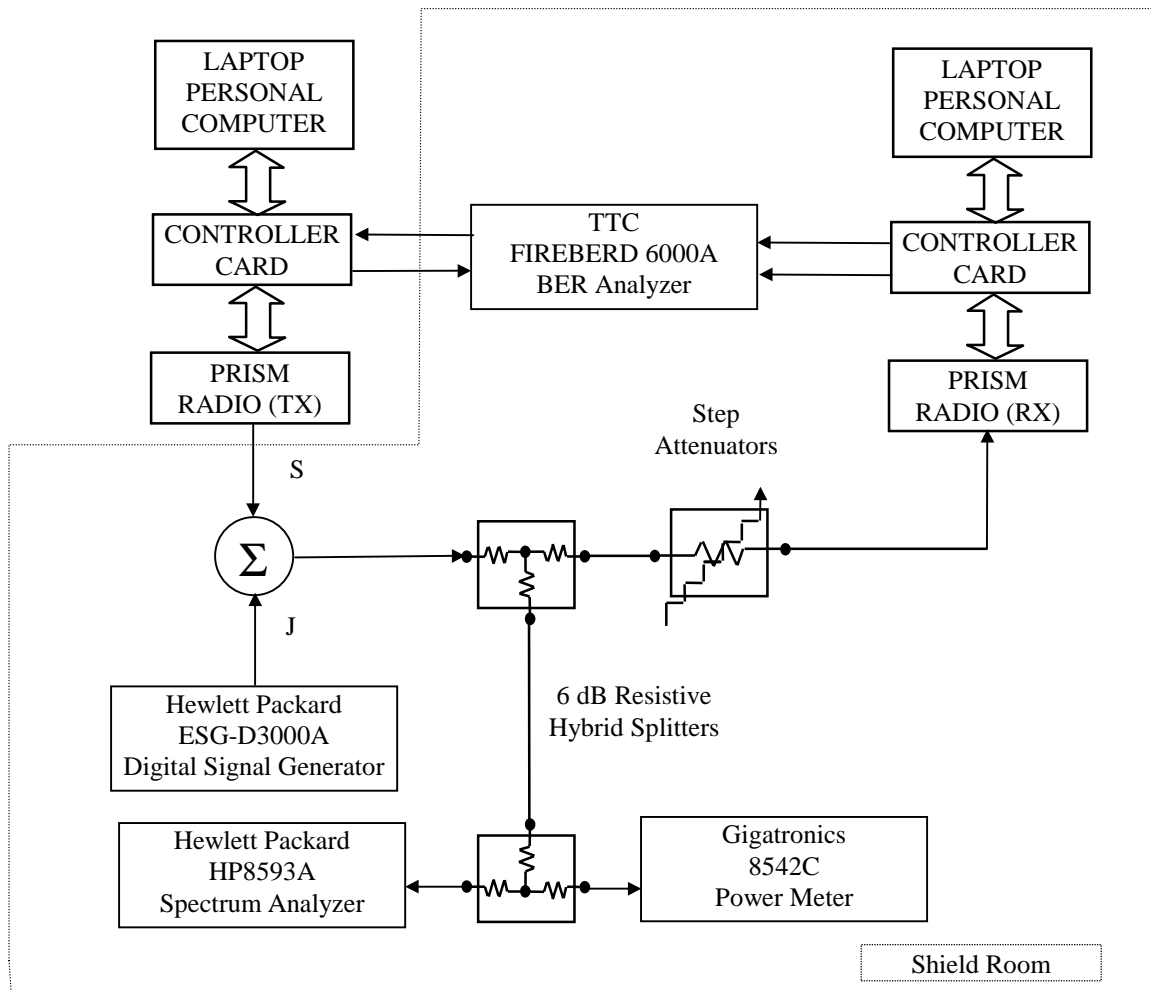 LAPTOP
PERSONAL
COMPUTER
LAPTOP
PERSONAL
COMPUTER
CONTROLLER
CARD
TTC
FIREBERD 6000A
BER Analyzer
CONTROLLER
CARD
PRISM
RADIO (TX)
PRISM
RADIO (RX)
Step
Attenuators
S
Σ
J
Hewlett Packard
ESG-D3000A
Digital Signal Generator
6 dB Resistive
Hybrid Splitters
Hewlett Packard
HP8593A
Spectrum Analyzer
Gigatronics
8542C
Power Meter
Shield Room